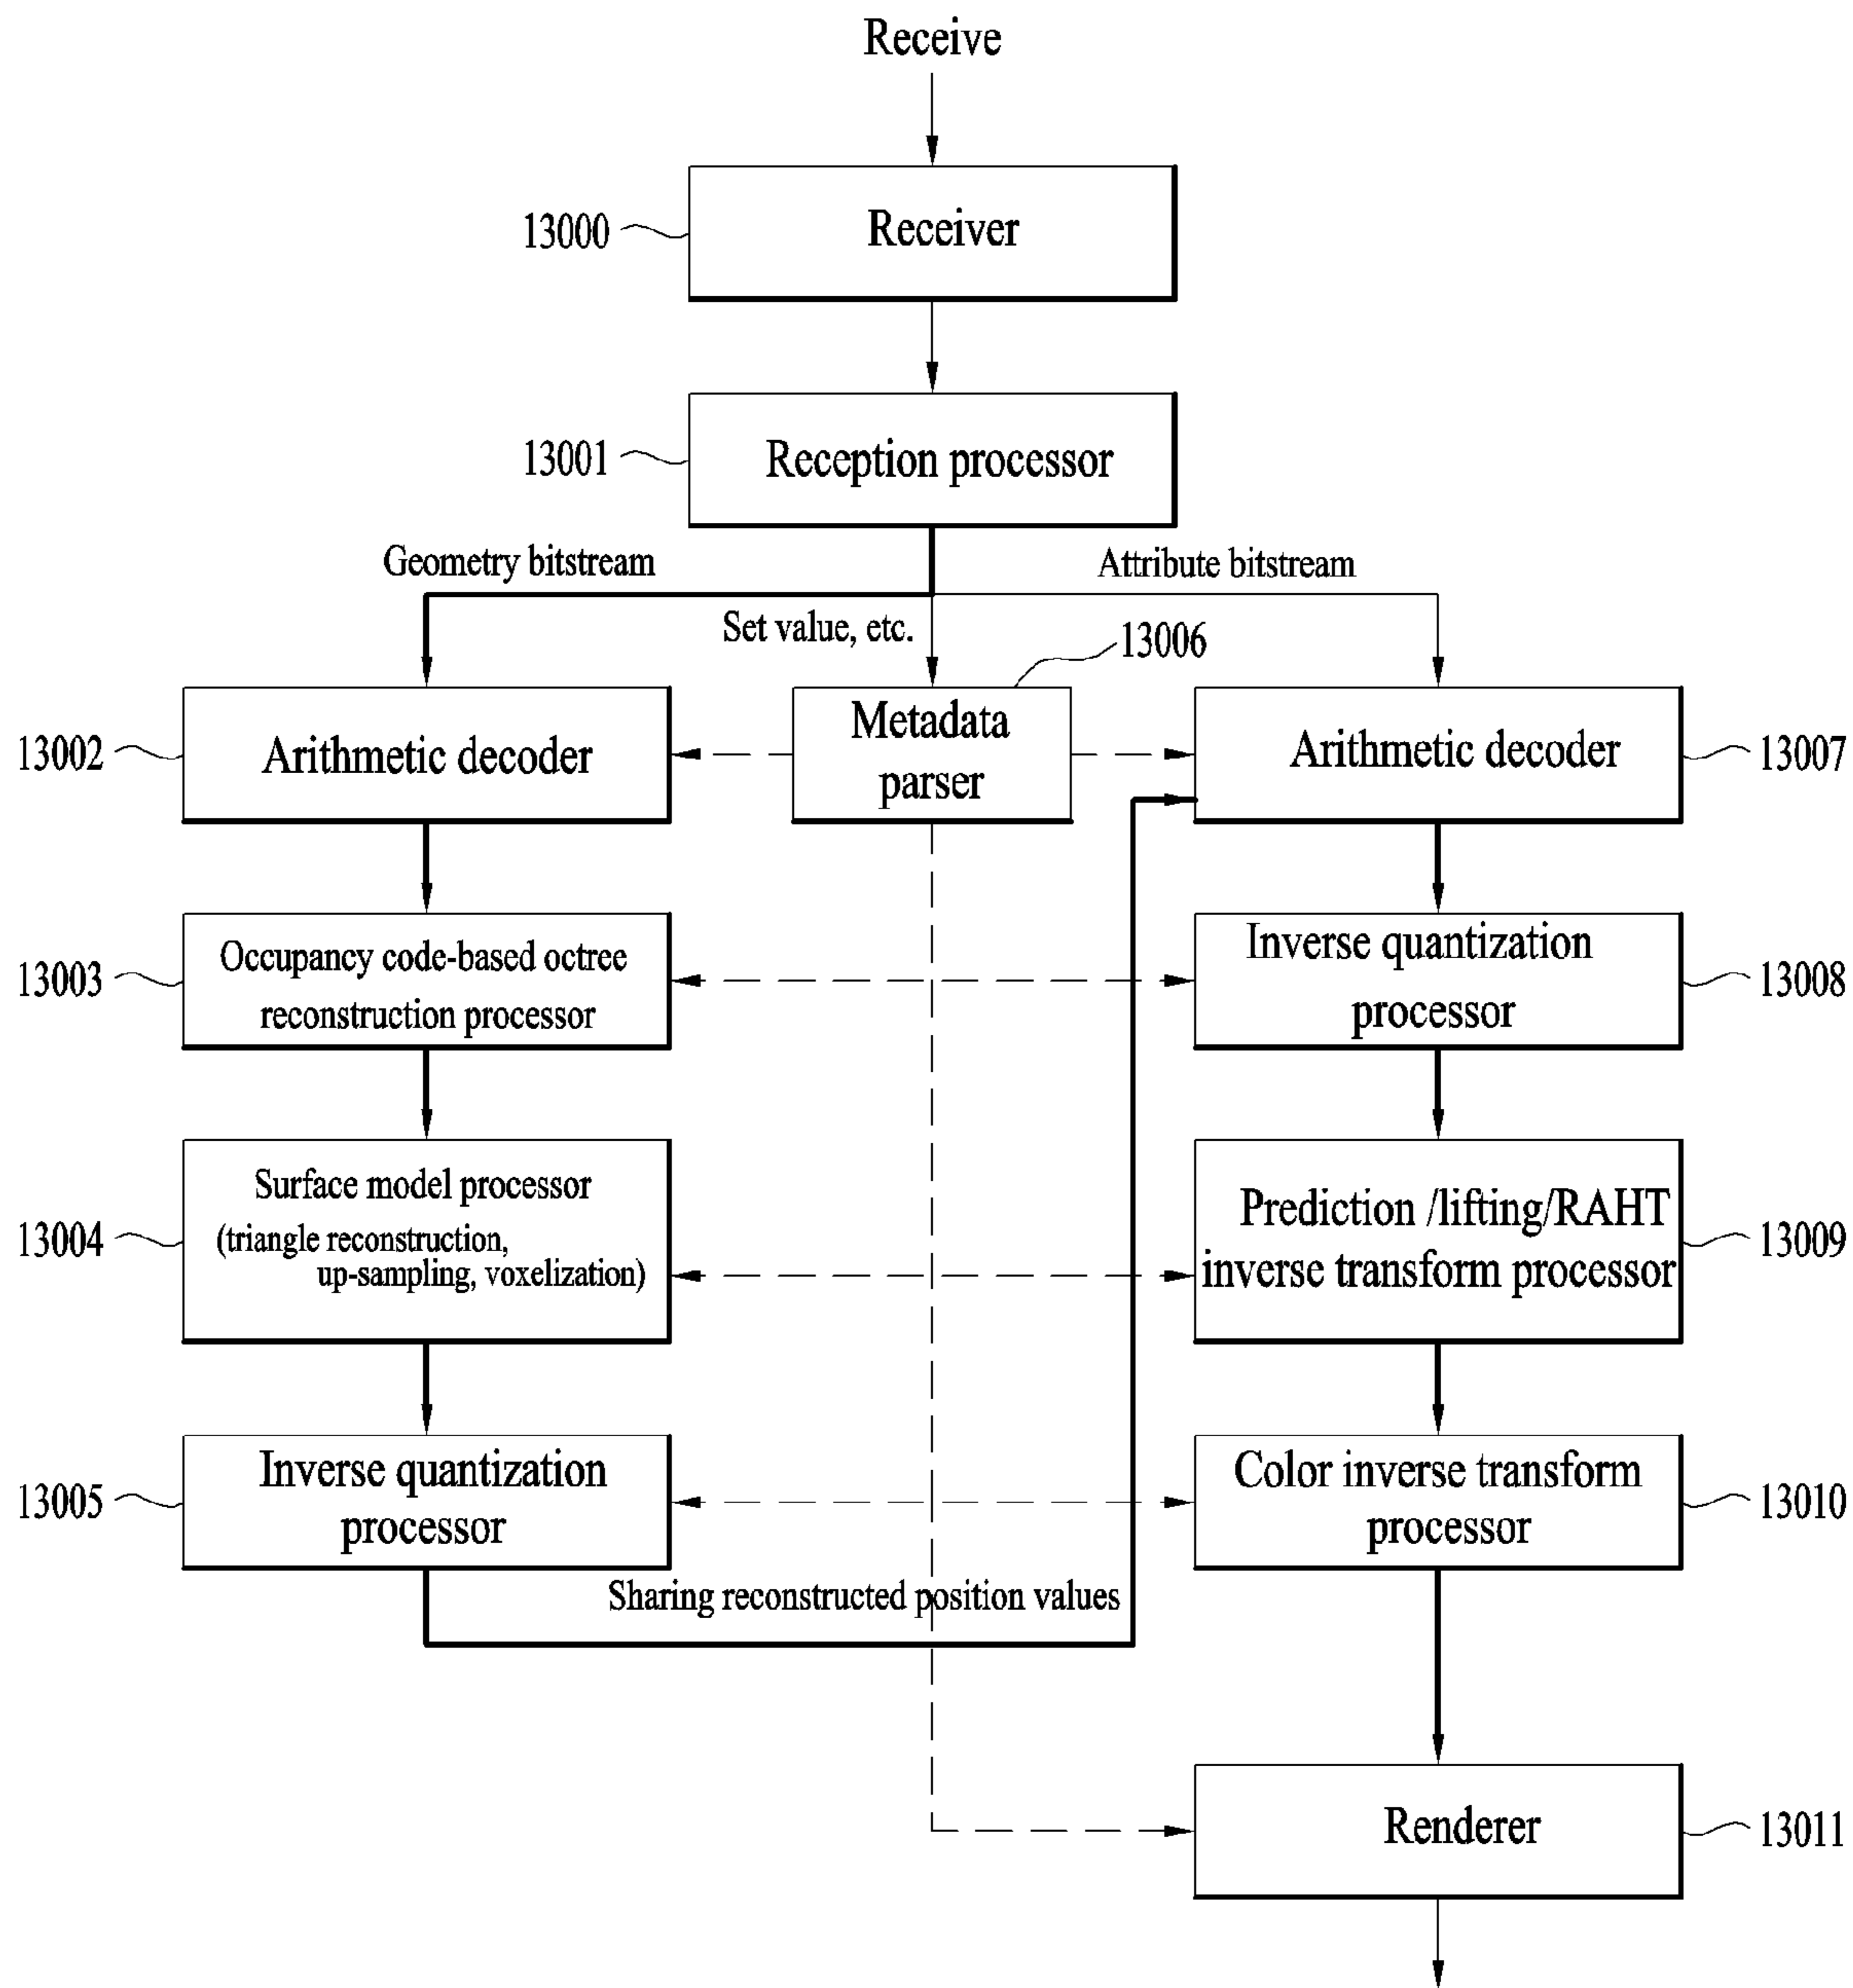 Receive
13000
Receiver
13001
Reception processor
Geometry bitstream
Attribute bitstream
Set value, etc.
13006
13002
Arithmetic decoder
Metadata
parser
Arithmetic decoder
13007
13003
Occupancy code-based octree
reconstruction processor
Inverse quantization
processor
13008
13004
Surface model processor
(triangle reconstruction,
up-sampling, voxelization)
Prediction /lifting/RAHT
inverse transform processor
13009
13005
Inverse quantization
processor
Color inverse transform
processor
13010
Sharing reconstructed position values
Renderer
13011